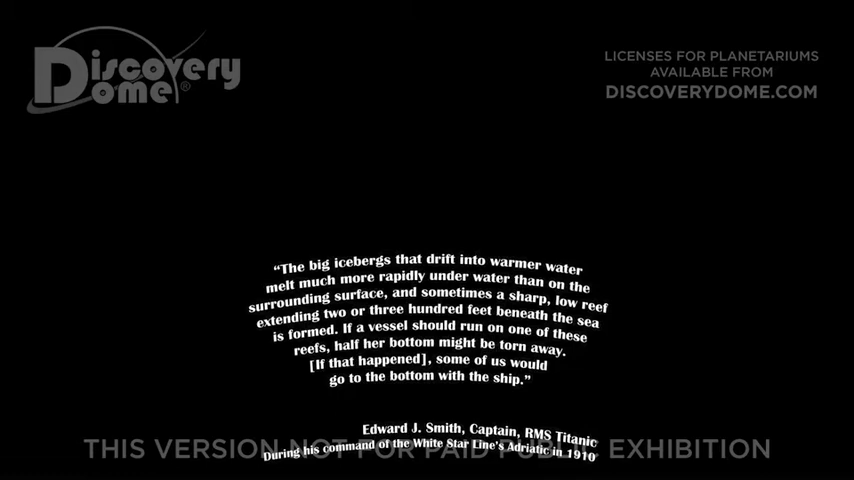 Discovery
Dome®
LICENSES FOR PLANETARIUMS
AVAILABLE FROM
DISCOVERYDOME.COM
“The big icebergs that drift into warmer water
melt much more rapidly under water than on the
surrounding surface, and sometimes a sharp, low reef
extending two or three hundred feet beneath the sea
is formed. If a vessel should run on one of these
reefs, half her bottom might be torn away.
[If that happened], some of us would
go to the bottom with the ship.”
Edward J. Smith, Captain, RMS Titanic
During his command of the White Star Line's Adriatic in 1910
THIS VERSION NOT FOR PAID PUBLIC EXHIBITION